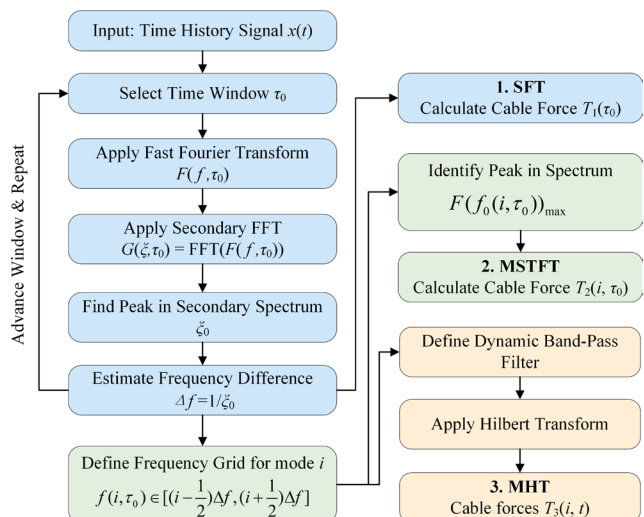 Input: Time History Signal x(t)
Select Time Window τ₀
Apply Fast Fourier Transform
F(f,τ₀)
Apply Secondary FFT
G(ξ,τ₀) = FFT(F(f,τ₀))
Find Peak in Secondary Spectrum
ξ₀
Estimate Frequency Difference
Δf=1/ξ₀
Define Frequency Grid for mode i
f(i,τ₀)∈[(i−1/2)Δf,(i+1/2)Δf]
Advance Window & Repeat
1. SFT
Calculate Cable Force T₁(τ₀)
Identify Peak in Spectrum
F(f₀(i,τ₀))max
2. MSTFT
Calculate Cable Force T₂(i, τ₀)
Define Dynamic Band-Pass
Filter
Apply Hilbert Transform
3. MHT
Cable forces T₃(i, t)